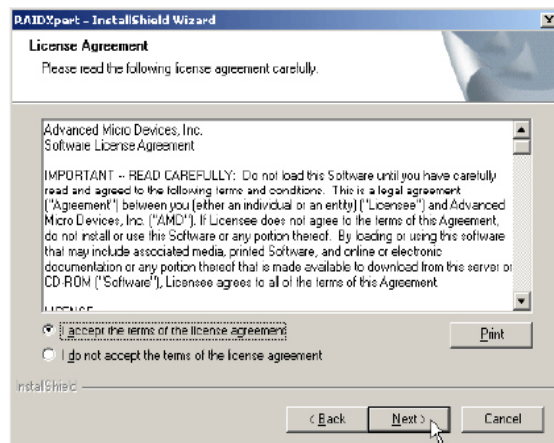 RAIDXpert - InstallShield Wizard
License Agreement
Please read the following license agreement carefully.
Advanced Micro Devices, Inc.
Software License Agreement
IMPORTANT -- READ CAREFULLY: Do not load this Software until you have carefully
read and agreed to the following terms and conditions. This is a legal agreement
("Agreement") between you (either an individual or an entity) ("Licensee") and Advanced
Micro Devices, Inc. ("AMD"). If Licensee does not agree to the terms of this Agreement,
do not install or use this Software or any portion thereof. By loading or using this software
that may include associated media, printed Software, and online or electronic
documentation or any portion thereof that is made available to download from this server or
CD-ROM ("Software"), Licensee agrees to all of the terms of this Agreement
LICENSE
I accept the terms of the license agreement
Print
I do not accept the terms of the license agreement
InstallShield
< Back
Next >
Cancel